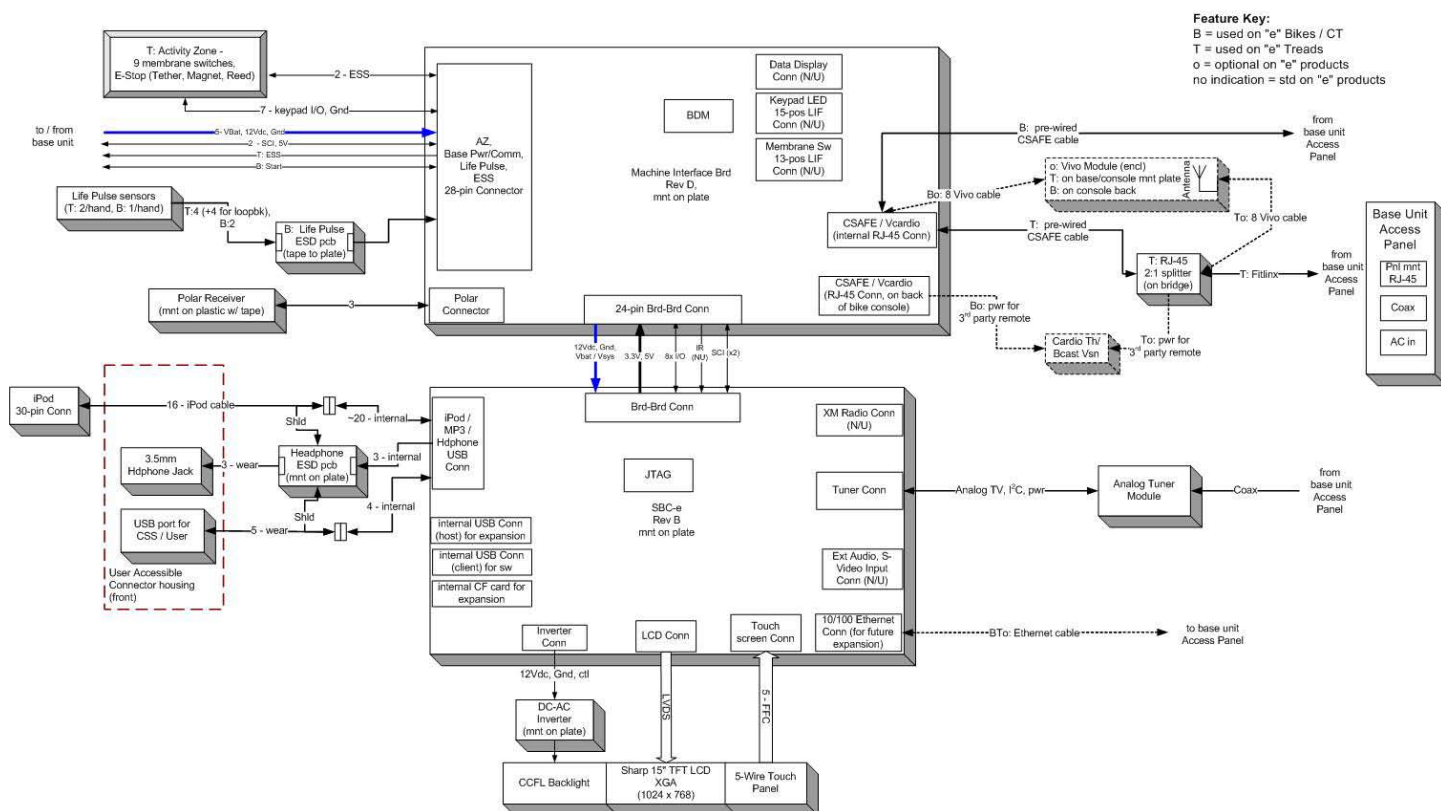 Feature Key:
B = used on "e" Bikes / CT
T = used on "e" Treads
o = optional on "e" products
no indication = std on "e" products
T: Activity Zone -
9 membrane switches,
E-Stop (Tether, Magnet, Reed)
2 - ESS
7 - keypad I/O, Gnd
to / from
base unit
5- VBat, 12Vdc, Gnd
2 - SCI, 5V
T: ESS
B: Start
Life Pulse sensors
(T: 2/hand, B: 1/hand)
T:4 (+4 for loopbk),
B:2
B: Life Pulse
ESD pcb
(tape to plate)
Polar Receiver
(mnt on plastic w/ tape)
3
AZ,
Base Pwr/Comm,
Life Pulse,
ESS
28-pin Connector
Polar
Connector
BDM
Machine Interface Brd
Rev D,
mnt on plate
Data Display
Conn (N/U)
Keypad LED
15-pos LIF
Conn (N/U)
Membrane Sw
13-pos LIF
Conn (N/U)
CSAFE / Vcardio
(internal RJ-45 Conn)
CSAFE / Vcardio
(RJ-45 Conn, on back
of bike console)
24-pin Brd-Brd Conn
B: pre-wired
CSAFE cable
from
base unit
Access
Panel
Bo: 8 Vivo cable
o: Vivo Module (encl)
T: on base/console mnt plate
B: on console back
Antenna
To: 8 Vivo cable
T: pre-wired
CSAFE cable
T: RJ-45
2:1 splitter
(on bridge)
T: Fitlinx
from
base unit
Access
Panel
Bo: pwr for
3rd party remote
Cardio Th/
Bcast Vsn
To: pwr for
3rd party remote
Base Unit
Access
Panel
Pnl mnt
RJ-45
Coax
AC in
12Vdc, Gnd,
Vbat / Vsys
3.3V, 5V
8x I/O
IR
(NU)
SCI (x2)
Brd-Brd Conn
iPod
30-pin Conn
16 - iPod cable
~20 - internal
Shld
3.5mm
Hdphone Jack
3 - wear
Headphone
ESD pcb
(mnt on plate)
3 - internal
iPod /
MP3 /
Hdphone
USB
Conn
Shld
4 - internal
USB port for
CSS / User
5 - wear
User Accessible
Connector housing
(front)
internal USB Conn
(host) for expansion
internal USB Conn
(client) for sw
internal CF card for
expansion
JTAG
SBC-e
Rev B
mnt on plate
XM Radio Conn
(N/U)
Tuner Conn
Analog TV, I2C, pwr
Analog Tuner
Module
Coax
from
base unit
Access
Panel
Ext Audio, S-
Video Input
Conn (N/U)
10/100 Ethernet
Conn (for future
expansion)
BTo: Ethernet cable
to base unit
Access Panel
Inverter
Conn
LCD Conn
Touch
screen Conn
12Vdc, Gnd, ctl
DC-AC
Inverter
(mnt on plate)
LVDS
5 - FFC
CCFL Backlight
Sharp 15" TFT LCD
XGA
(1024 x 768)
5-Wire Touch
Panel